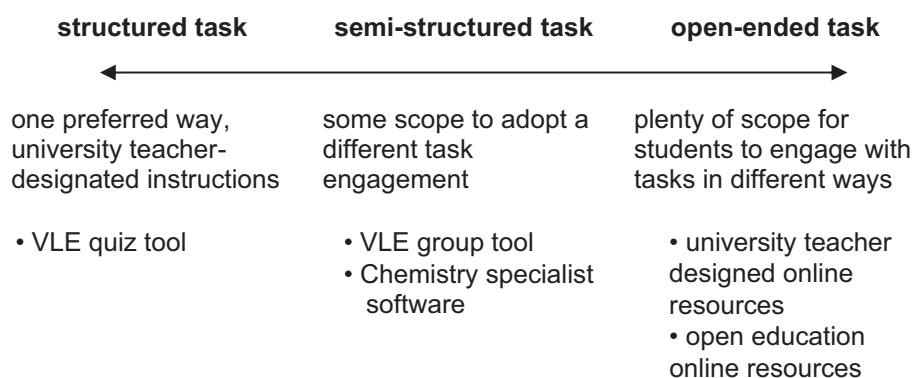 structured task
semi-structured task
open-ended task
one preferred way,
university teacher-
designated instructions
• VLE quiz tool
some scope to adopt a
different task
engagement
• VLE group tool
• Chemistry specialist
software
plenty of scope for
students to engage with
tasks in different ways
• university teacher
designed online
resources
• open education
online resources